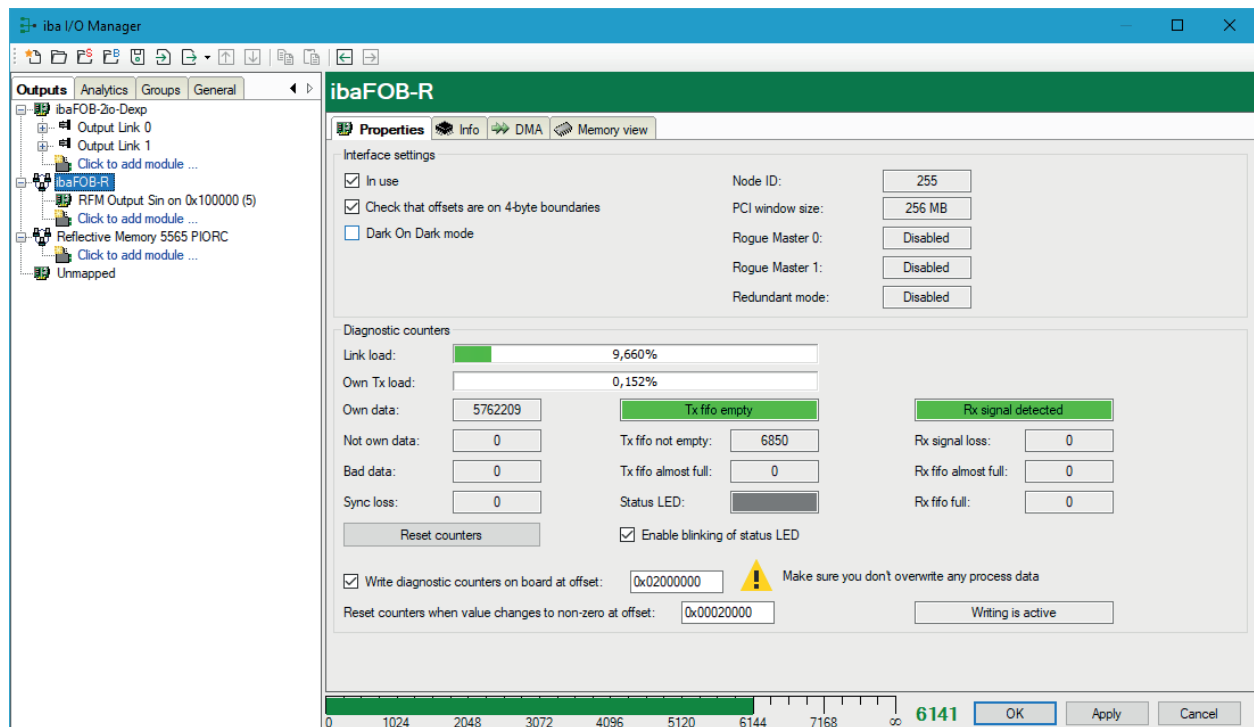 iba I/O Manager
Outputs Analytics Groups General
ibaFOB-2io-Dexp
Output Link 0
Output Link 1
Click to add module ...
ibaFOB-R
RFM Output Sin on 0x100000 (5)
Click to add module ...
Reflective Memory 5565 PIORC
Click to add module ...
Unmapped
ibaFOB-R
Properties Info DMA Memory view
Interface settings
In use Node ID: 255
Check that offsets are on 4-byte boundaries PCI window size: 256 MB
Dark On Dark mode Rogue Master 0: Disabled
Rogue Master 1: Disabled
Redundant mode: Disabled
Diagnostic counters
Link load: 9,660%
Own Tx load: 0,152%
Own data: 5762209 Tx fifo empty Rx signal detected
Not own data: 0 Tx fifo not empty: 6850 Rx signal loss: 0
Bad data: 0 Tx fifo almost full: 0 Rx fifo almost full: 0
Sync loss: 0 Status LED: Rx fifo full: 0
Reset counters Enable blinking of status LED
Write diagnostic counters on board at offset: 0x02000000 Make sure you don't overwrite any process data
Reset counters when value changes to non-zero at offset: 0x00020000 Writing is active
0 1024 2048 3072 4096 5120 6144 7168 ∞ 6141 OK Apply Cancel